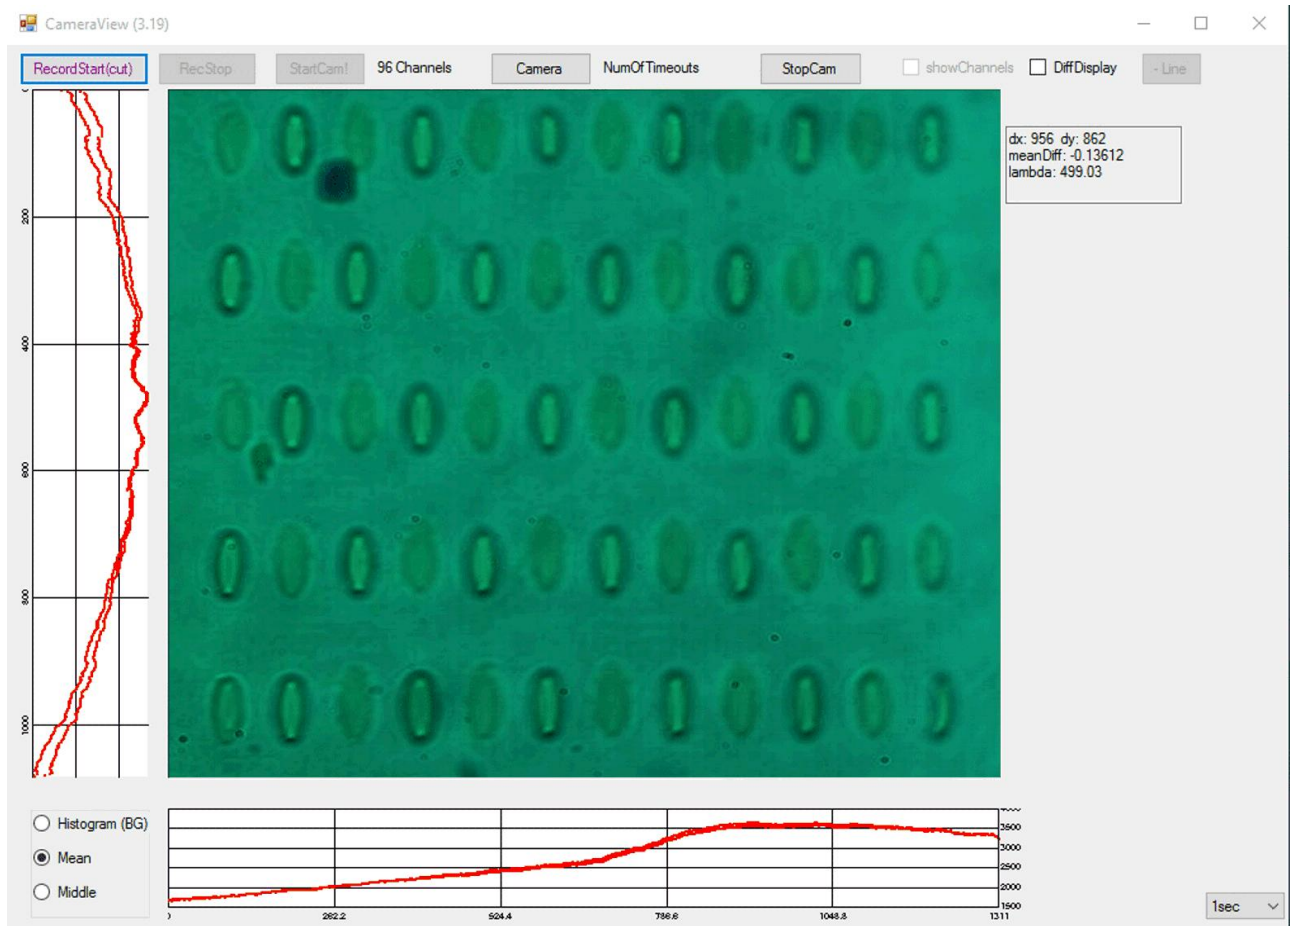 CameraView (3.19)
RecordStart(cut) RecStop StartCam! 96 Channels Camera NumOfTimeouts StopCam showChannels DiffDisplay - Line
dx: 956 dy: 862
meanDiff: -0.13612
lambda: 499.03
200
400
600
800
1000
Histogram (BG)
Mean
Middle
3500
3000
2500
2000
1500
262.2 524.4 786.6 1048.8 1311
1sec